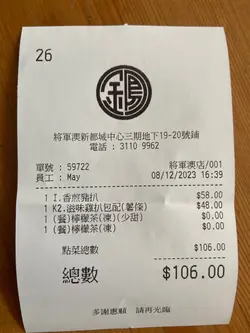 26
將軍澳新都城中心三期地下19-20號鋪
電話 : 3110 9962
單號 : 59722 將軍澳店/001
員工 : May 08/12/2023 16:39
1 I.香煎豬扒 $58.00
1 K2.滋味雞扒包配(薯條) $48.00
1 (餐)檸檬茶(凍)(少甜) $0.00
1 (餐)檸檬茶(凍) $0.00
點菜總數 $106.00
總數 $106.00
多謝惠顧 請再光臨